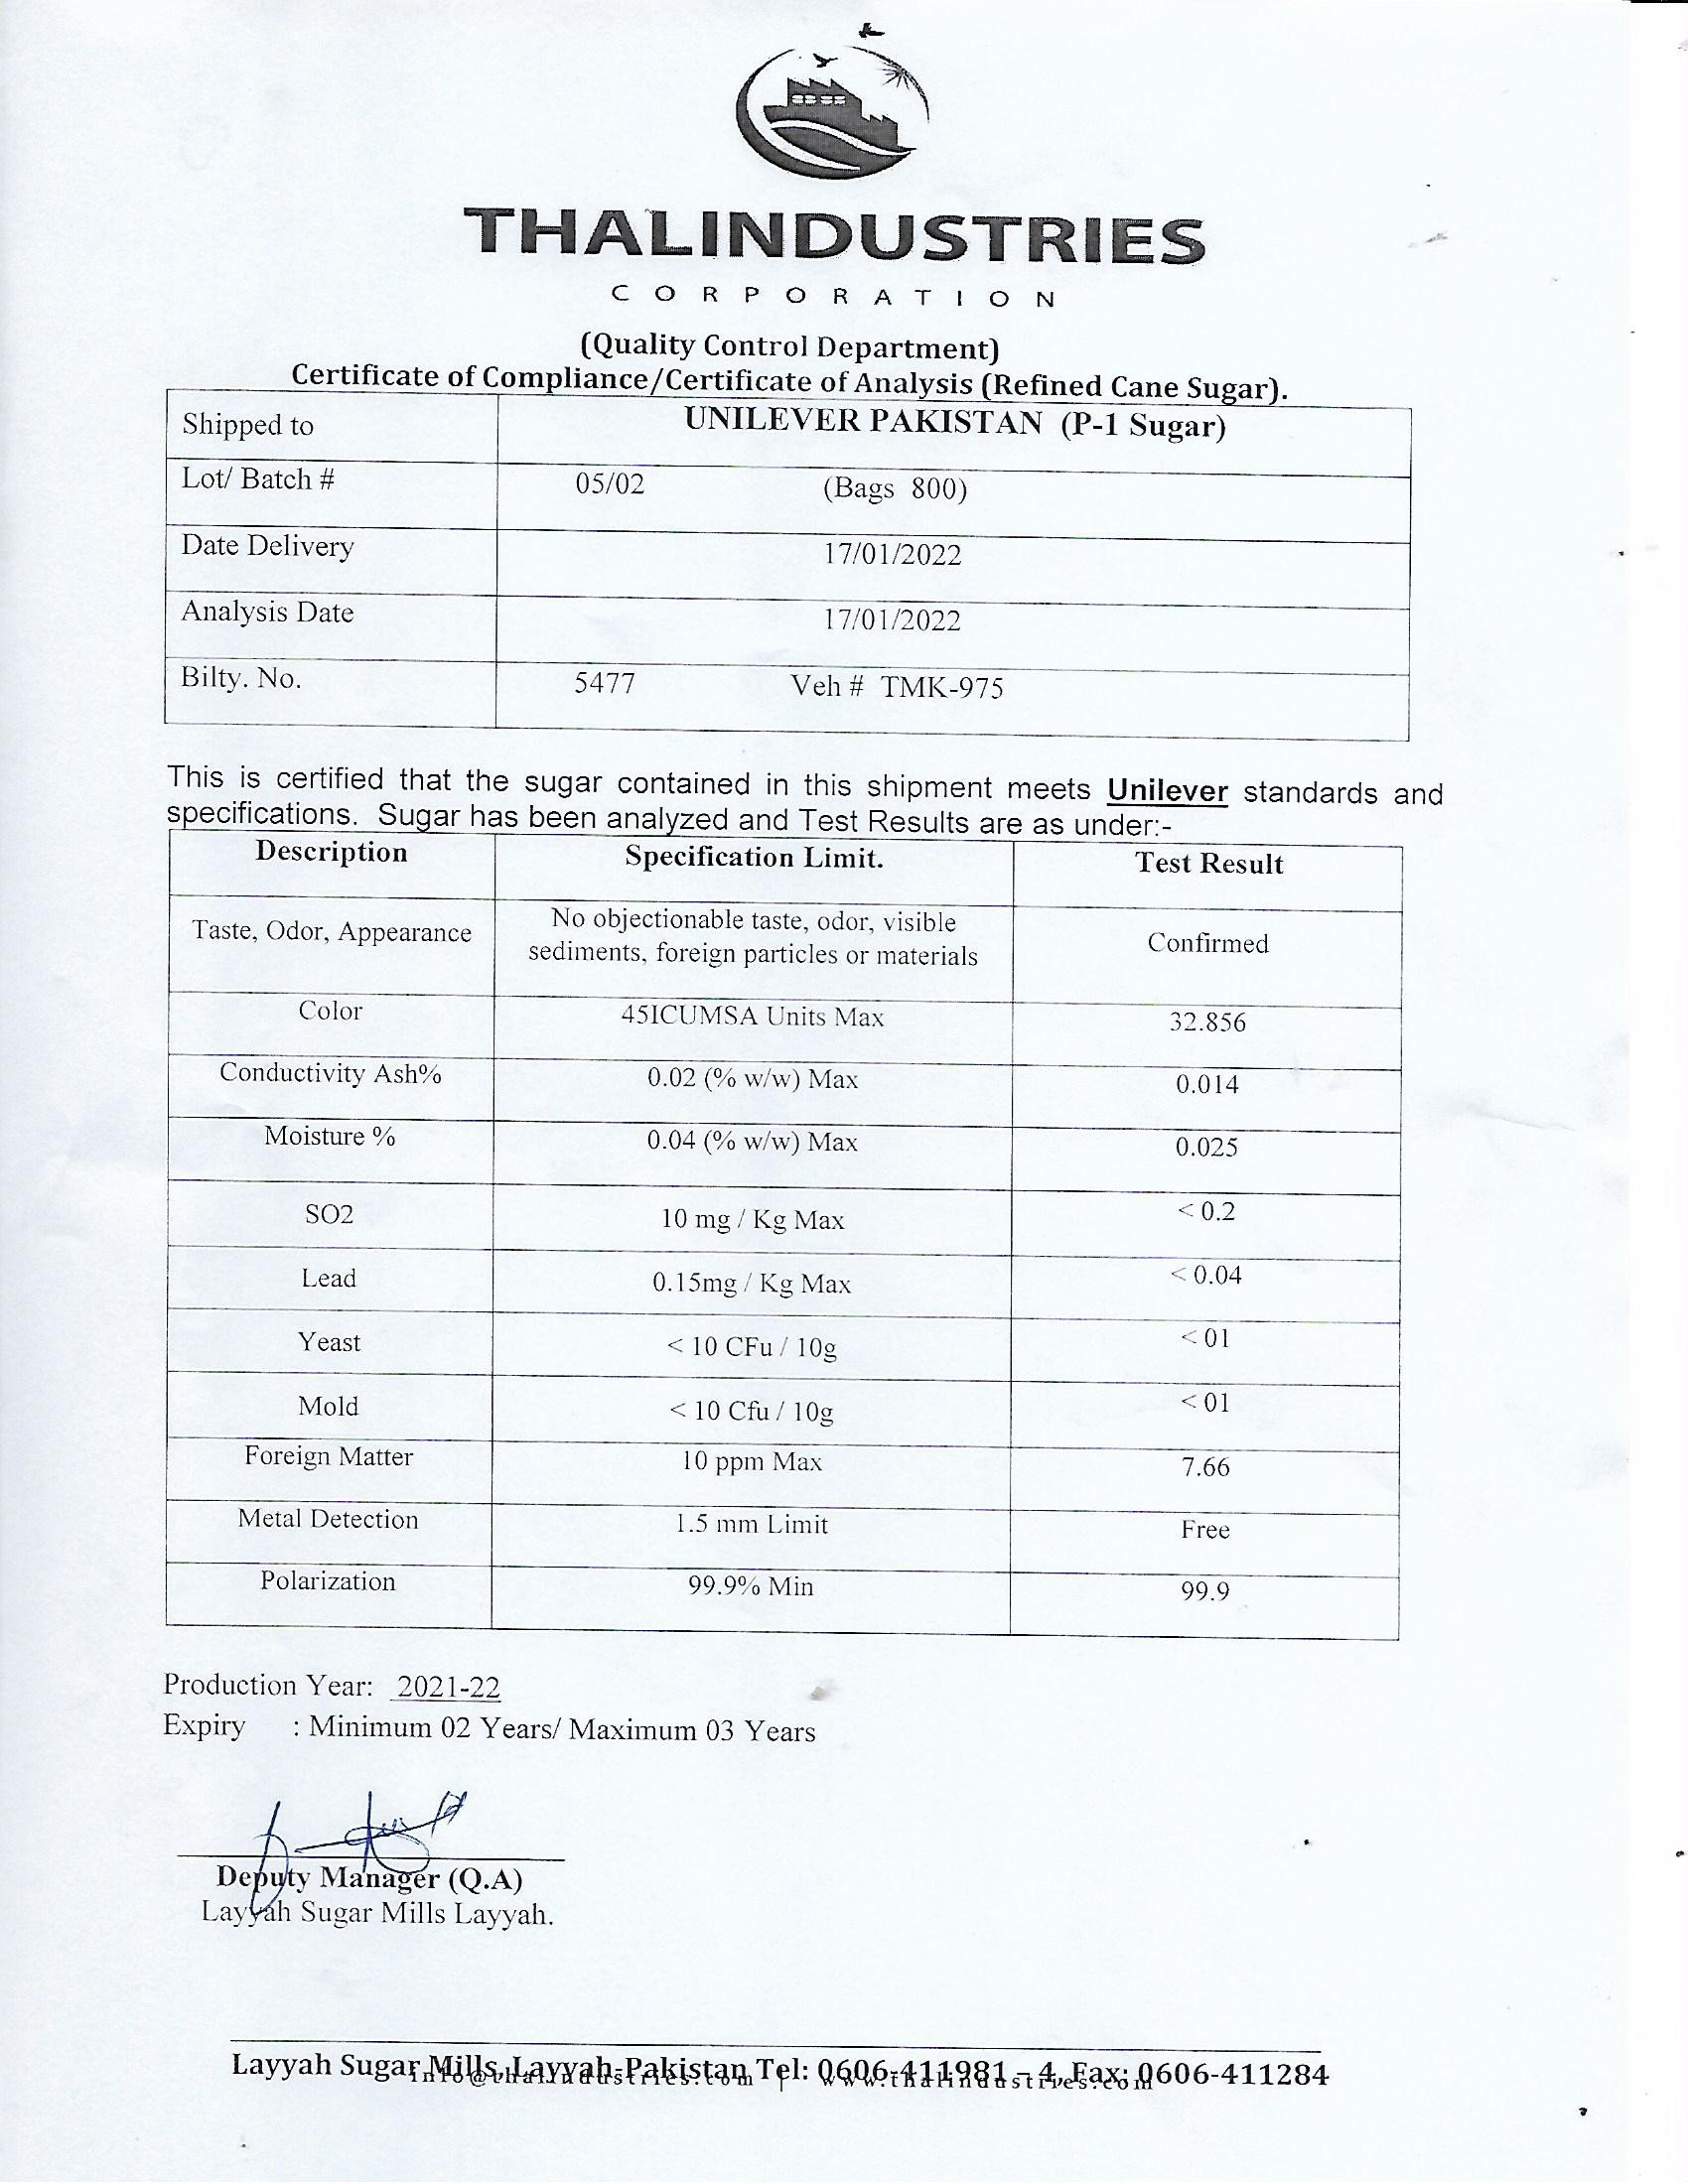 THALINDUSTRIES
CORPORATION
(Quality Control Department)
Certificate of Compliance/Certificate of Analysis (Refined Cane Sugar).
Shipped to UNILEVER PAKISTAN (P-1 Sugar)
Lot/ Batch # 05/02 (Bags 800)
Date Delivery 17/01/2022
Analysis Date 17/01/2022
Bilty. No. 5477 Veh # TMK-975
This is certified that the sugar contained in this shipment meets Unilever standards and
specifications. Sugar has been analyzed and Test Results are as under:-
Description Specification Limit. Test Result
Taste, Odor, Appearance No objectionable taste, odor, visible
sediments, foreign particles or materials Confirmed
Color 45ICUMSA Units Max 32.856
Conductivity Ash% 0.02 (% w/w) Max 0.014
Moisture % 0.04 (% w/w) Max 0.025
SO2 10 mg / Kg Max < 0.2
Lead 0.15mg / Kg Max < 0.04
Yeast < 10 CFu / 10g < 01
Mold < 10 Cfu / 10g < 01
Foreign Matter 10 ppm Max 7.66
Metal Detection 1.5 mm Limit Free
Polarization 99.9% Min 99.9
Production Year: 2021-22
Expiry : Minimum 02 Years/ Maximum 03 Years
Deputy Manager (Q.A)
Layyah Sugar Mills Layyah.
Layyah Sugar Mills, Layyah-Pakistan Tel: 0606-411981 – 4, Fax: 0606-411284
info@thalindustries.com | www.thalindustries.com